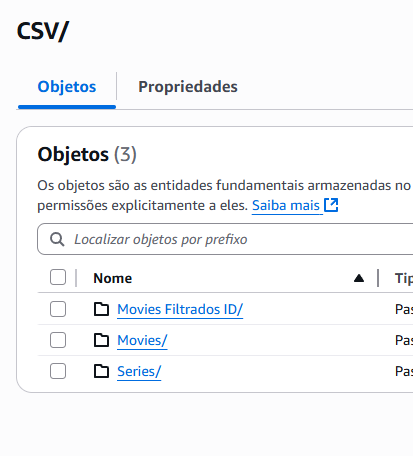 CSV/
Objetos
Propriedades
Objetos (3)
Os objetos são as entidades fundamentais armazenadas no
permissões explicitamente a eles. Saiba mais
Localizar objetos por prefixo
Nome
Tip
Movies Filtrados ID/
Pas
Movies/
Pas
Series/
Pas